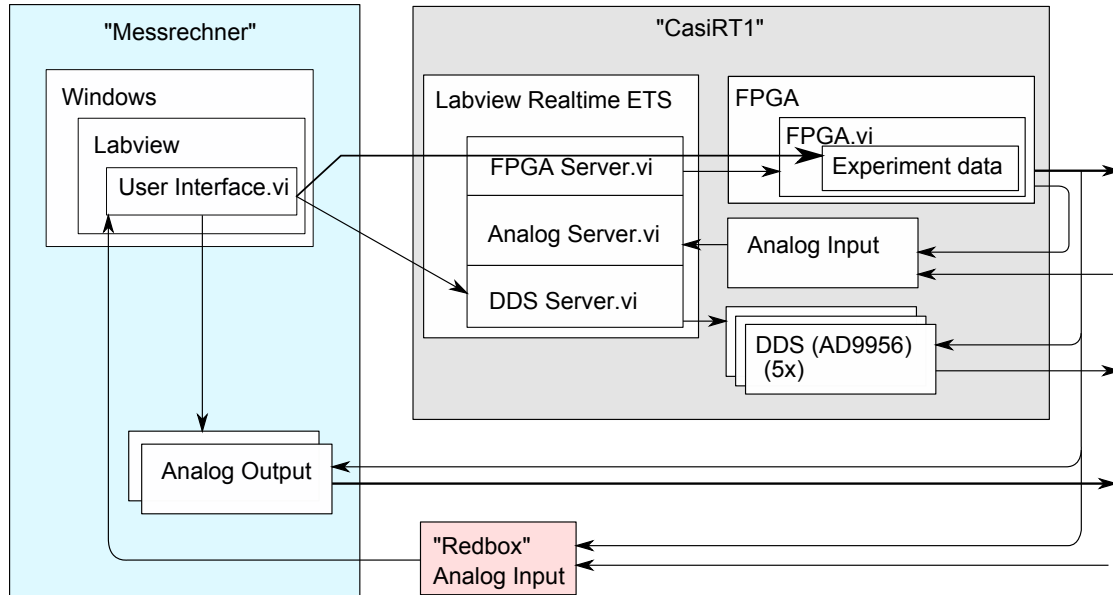 "Messrechner"
Windows
Labview
User Interface.vi
Analog Output
"CasiRT1"
Labview Realtime ETS
FPGA Server.vi
Analog Server.vi
DDS Server.vi
FPGA
FPGA.vi
Experiment data
Analog Input
DDS (AD9956)
(5x)
"Redbox"
Analog Input